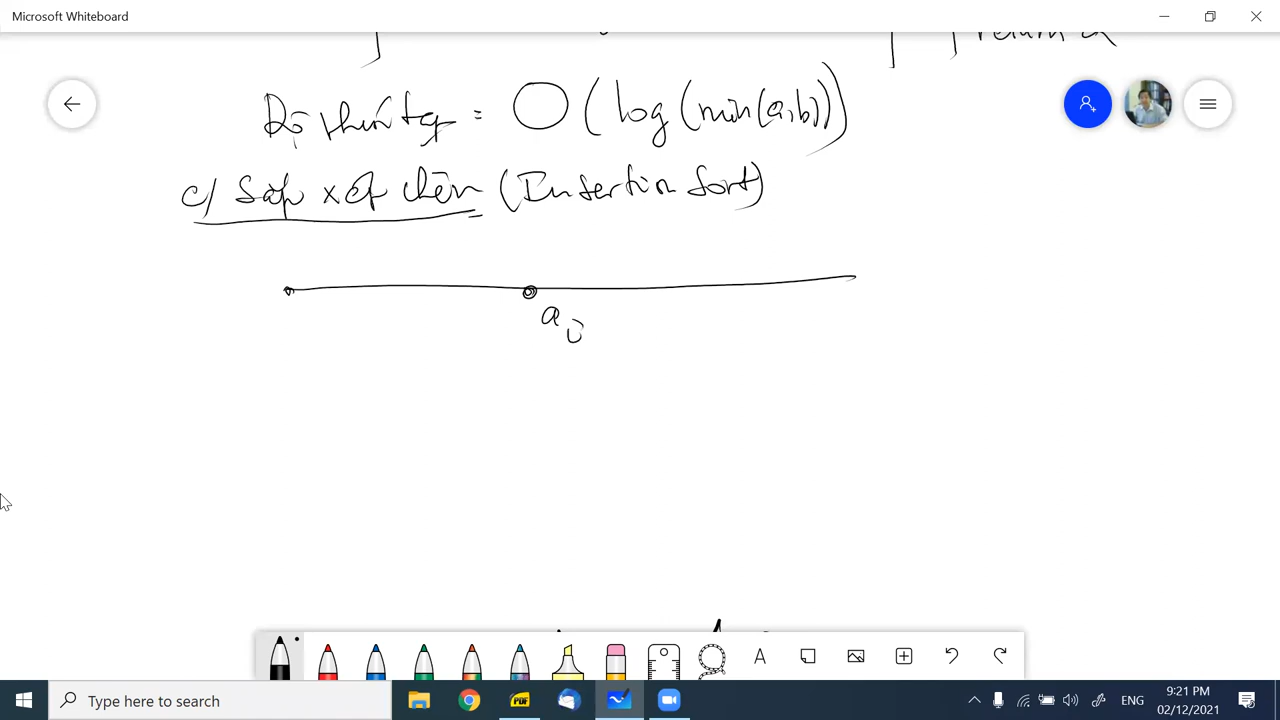 Microsoft Whiteboard
return a
Độ phức tạp = O(log(min(a,b)))
c/ Sắp xếp chèn (Insertion sort)
a
A
Type here to search
PDF
ENG
9:21 PM
02/12/2021